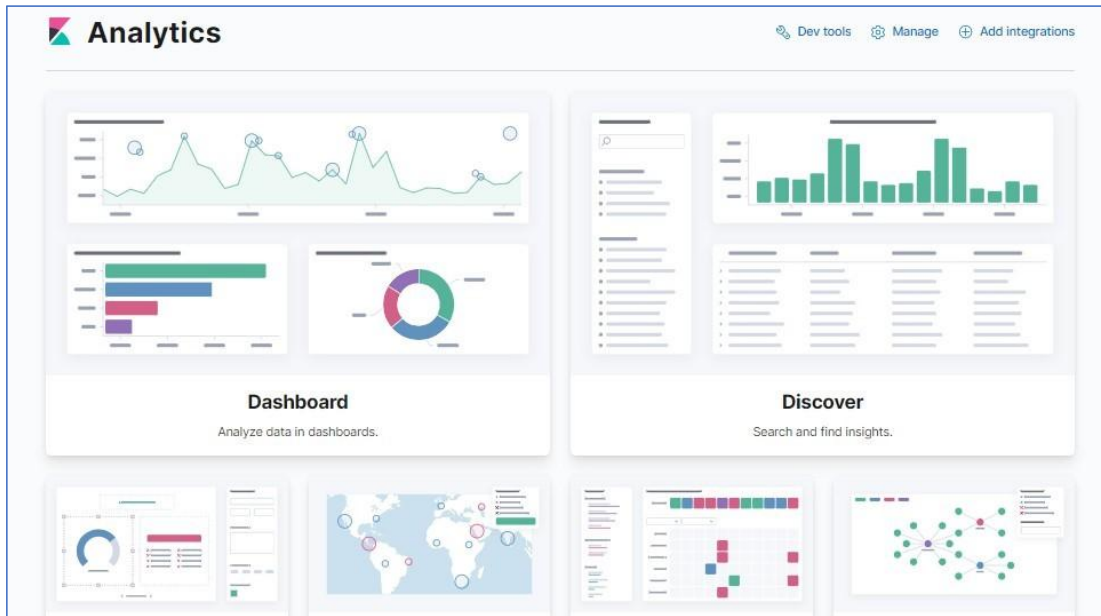 Analytics
Dev tools
Manage
Add integrations
Dashboard
Analyze data in dashboards.
Discover
Search and find insights.